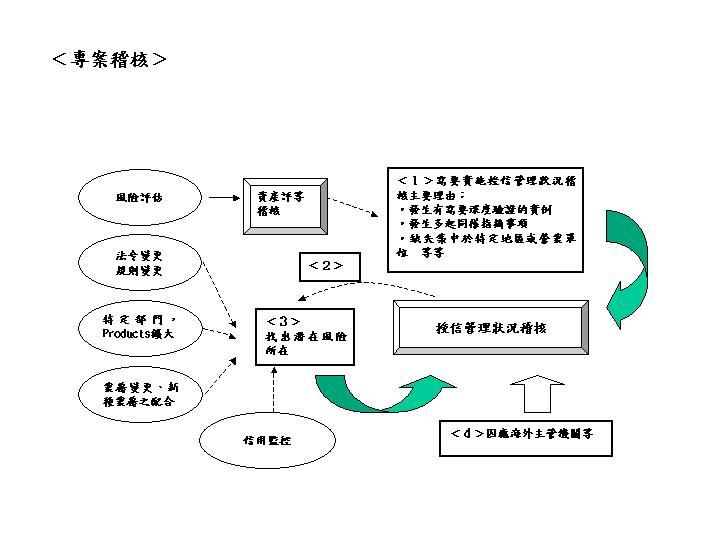 ＜專案稽核＞
風險評估
資產評等
稽核
＜１＞需要實施授信管理狀況稽
核主要理由；
・發生有需要深度驗證的實例
・發生多起同樣指摘事項
・缺失集中於特定地區或營業單
位　等等
法令變更
規則變更
＜２＞
特定部門，
Products擴大
＜３＞
找出潛在風險
所在
授信管理狀況稽核
業務變更、新
種業務之配合
信用監控
＜ｄ＞因應海外主管機關等